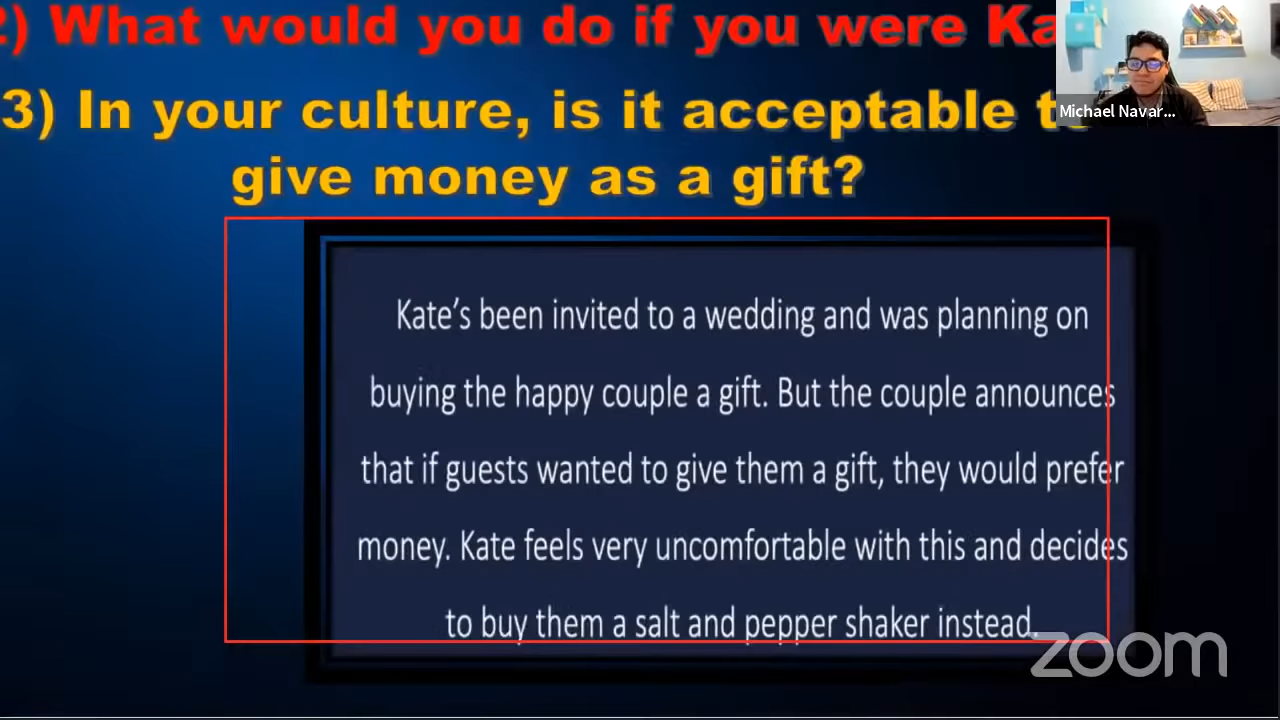 2) What would you do if you were Ka
3) In your culture, is it acceptable to
give money as a gift?
Michael Navar...
Kate's been invited to a wedding and was planning on
buying the happy couple a gift. But the couple announces
that if guests wanted to give them a gift, they would prefer
money. Kate feels very uncomfortable with this and decides
to buy them a salt and pepper shaker instead.
zoom